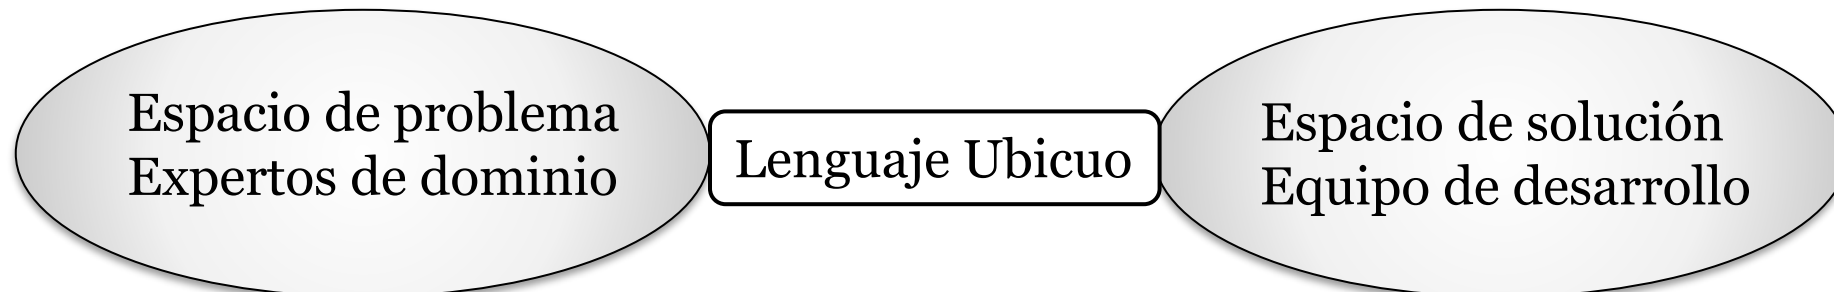 Espacio de problema
Expertos de dominio
Lenguaje Ubicuo
Espacio de solución
Equipo de desarrollo